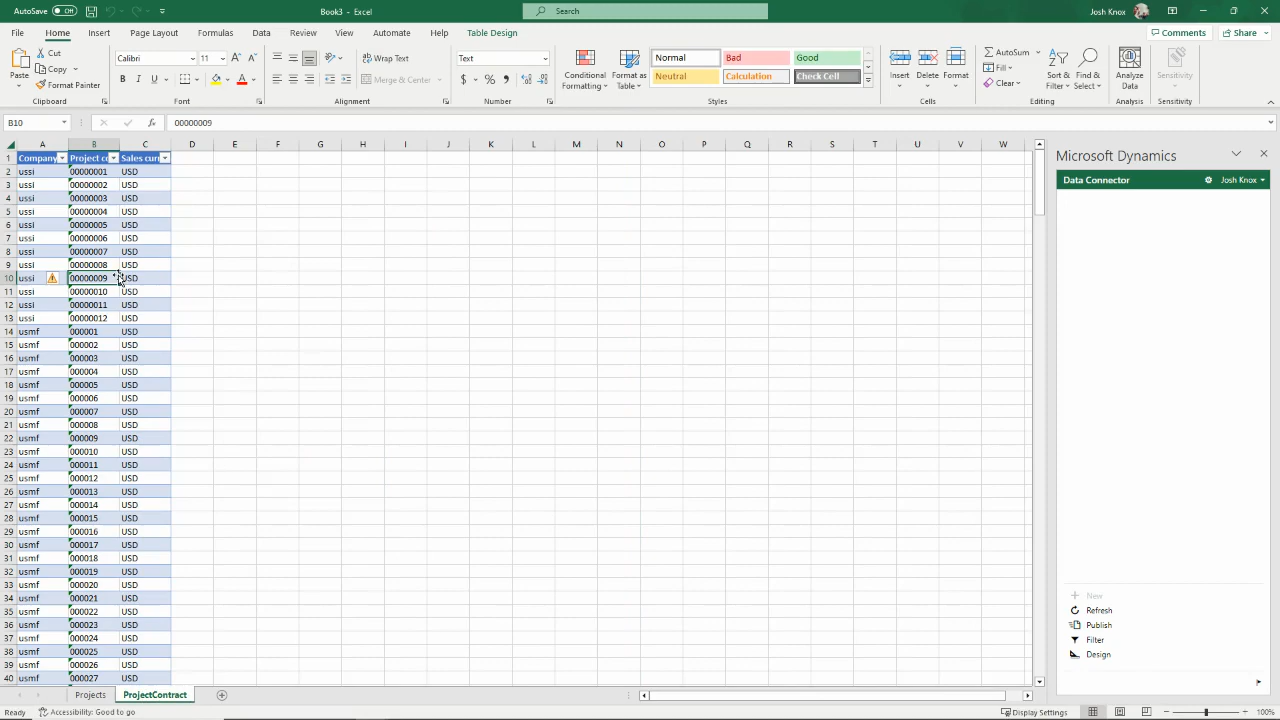 AutoSave Off Book3 - Excel Search Josh Knox
File Home Insert Page Layout Formulas Data Review View Automate Help Table Design Comments Share
Paste Cut Copy Format Painter Clipboard
Calibri 11 B I U Font
Wrap Text Merge & Center Alignment
Text $ % Number
Conditional Formatting Format as Table Normal Bad Good Neutral Calculation Check Cell Styles
Insert Delete Format Cells
AutoSum Fill Clear Sort & Filter Find & Select Editing
Analyze Data Analysis
Sensitivity Sensitivity
B10 fx 00000009
A B C D E F G H I J K L M N O P Q R S T U V W
1 Company Project co Sales curr
2 ussi 00000001 USD
3 ussi 00000002 USD
4 ussi 00000003 USD
5 ussi 00000004 USD
6 ussi 00000005 USD
7 ussi 00000006 USD
8 ussi 00000007 USD
9 ussi 00000008 USD
10 ussi 00000009 USD
11 ussi 00000010 USD
12 ussi 00000011 USD
13 ussi 00000012 USD
14 usmf 000001 USD
15 usmf 000002 USD
16 usmf 000003 USD
17 usmf 000004 USD
18 usmf 000005 USD
19 usmf 000006 USD
20 usmf 000007 USD
21 usmf 000008 USD
22 usmf 000009 USD
23 usmf 000010 USD
24 usmf 000011 USD
25 usmf 000012 USD
26 usmf 000013 USD
27 usmf 000014 USD
28 usmf 000015 USD
29 usmf 000016 USD
30 usmf 000017 USD
31 usmf 000018 USD
32 usmf 000019 USD
33 usmf 000020 USD
34 usmf 000021 USD
35 usmf 000022 USD
36 usmf 000023 USD
37 usmf 000024 USD
38 usmf 000025 USD
39 usmf 000026 USD
40 usmf 000027 USD
Microsoft Dynamics
Data Connector Josh Knox
New
Refresh
Publish
Filter
Design
Projects ProjectContract
Ready Accessibility: Good to go Display Settings 100%